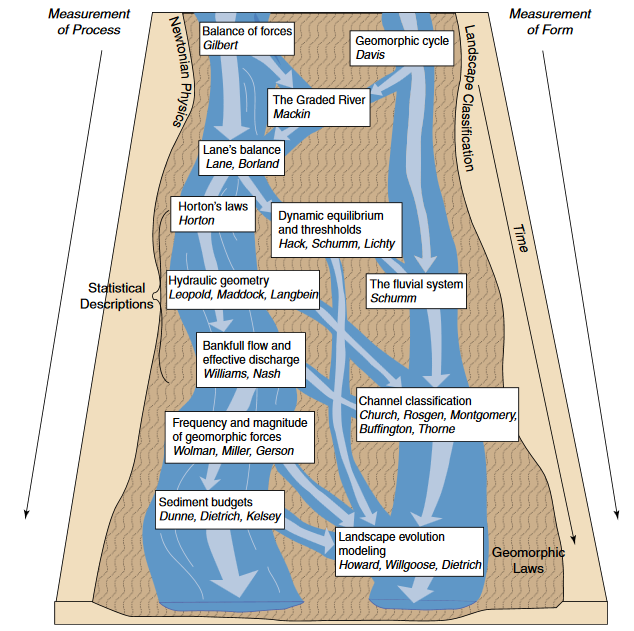 Measurement
of Process
Measurement
of Form
Newtonian Physics
Landscape Classification
Balance of forces
Gilbert
Geomorphic cycle
Davis
The Graded River
Mackin
Lane's balance
Lane, Borland
Horton's laws
Horton
Dynamic equilibrium
and threshholds
Hack, Schumm, Lichty
Time
Statistical
Descriptions
Hydraulic geometry
Leopold, Maddock, Langbein
The fluvial system
Schumm
Bankfull flow and
effective discharge
Williams, Nash
Channel classification
Church, Rosgen, Montgomery,
Buffington, Thorne
Frequency and magnitude
of geomorphic forces
Wolman, Miller, Gerson
Sediment budgets
Dunne, Dietrich, Kelsey
Landscape evolution
modeling
Howard, Willgoose, Dietrich
Geomorphic
Laws